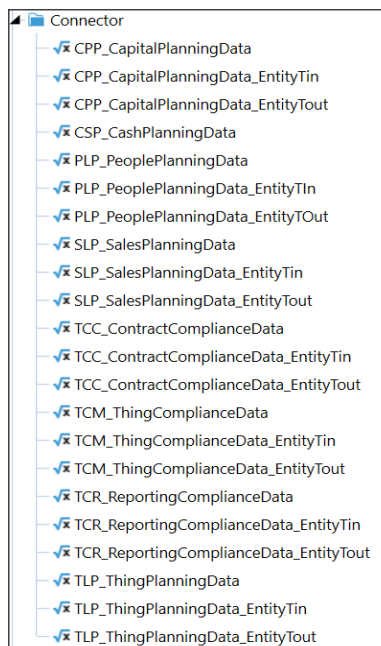 Connector
CPP_CapitalPlanningData
CPP_CapitalPlanningData_EntityTin
CPP_CapitalPlanningData_EntityTout
CSP_CashPlanningData
PLP_PeoplePlanningData
PLP_PeoplePlanningData_EntityTIn
PLP_PeoplePlanningData_EntityTOut
SLP_SalesPlanningData
SLP_SalesPlanningData_EntityTin
SLP_SalesPlanningData_EntityTout
TCC_ContractComplianceData
TCC_ContractComplianceData_EntityTin
TCC_ContractComplianceData_EntityTout
TCM_ThingComplianceData
TCM_ThingComplianceData_EntityTin
TCM_ThingComplianceData_EntityTout
TCR_ReportingComplianceData
TCR_ReportingComplianceData_EntityTin
TCR_ReportingComplianceData_EntityTout
TLP_ThingPlanningData
TLP_ThingPlanningData_EntityTin
TLP_ThingPlanningData_EntityTout